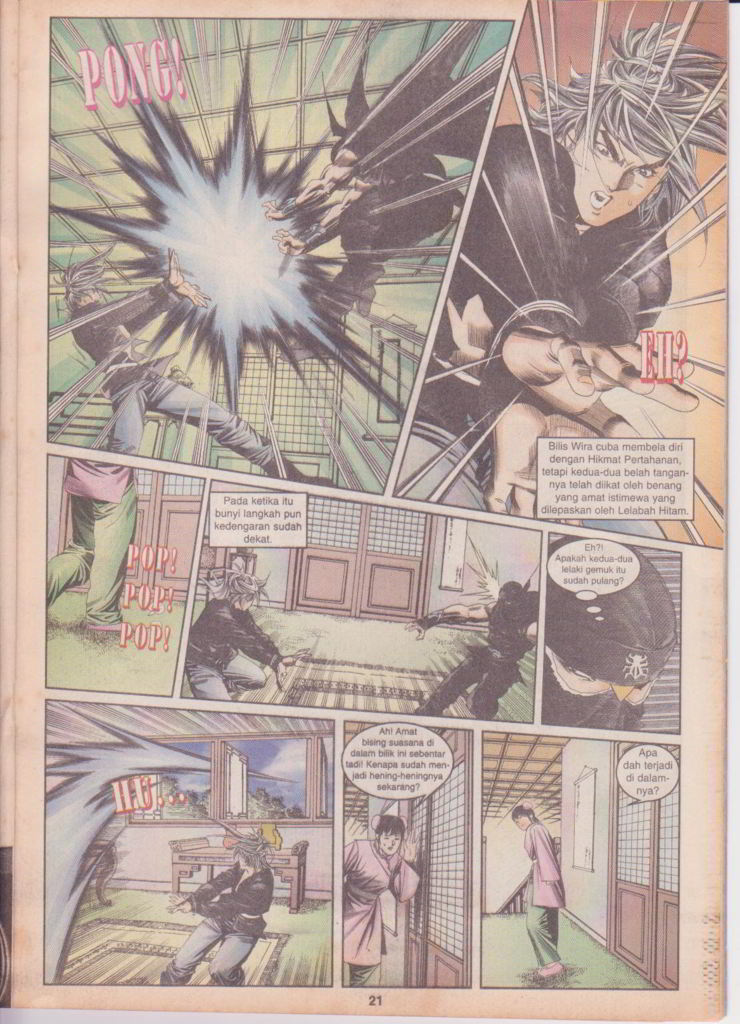 PONG!
EH?
Bilis Wira cuba membela diri
dengan Hikmat Pertahanan,
tetapi kedua-dua belah tangan-
nya telah diikat oleh benang
yang amat istimewa yang
dilepaskan oleh Lelabah Hitam.
POP!
POP!
POP!
Pada ketika itu
bunyi langkah pun
kedengaran sudah
dekat.
Eh?!
Apakah kedua-dua
lelaki gemuk itu
sudah pulang?
HU...
Ah! Amat
bising suasana di
dalam bilik ini sebentar
tadi! Kenapa sudah men-
jadi hening-heningnya
sekarang?
Apa
dah terjadi
di dalam-
nya?
21